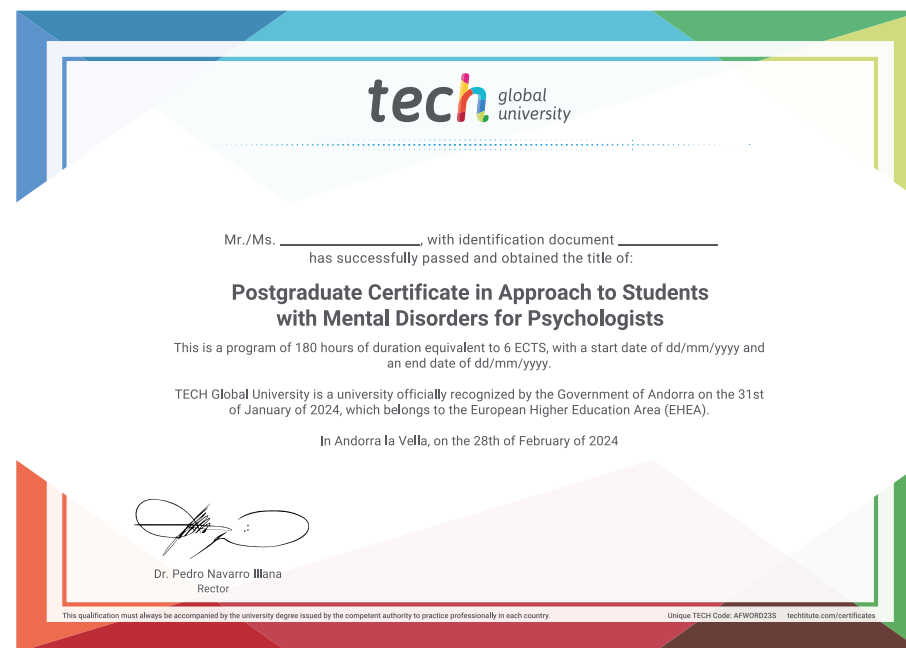 tech global university
Mr./Ms. ____________, with identification document ____________
has successfully passed and obtained the title of:
Postgraduate Certificate in Approach to Students
with Mental Disorders for Psychologists
This is a program of 180 hours of duration equivalent to 6 ECTS, with a start date of dd/mm/yyyy and
an end date of dd/mm/yyyy.
TECH Global University is a university officially recognized by the Government of Andorra on the 31st
of January of 2024, which belongs to the European Higher Education Area (EHEA).
In Andorra la Vella, on the 28th of February of 2024
Dr. Pedro Navarro Illana
Rector
This qualification must always be accompanied by the university degree issued by the competent authority to practice professionally in each country.
Unique TECH Code: AFWORD23S techtitute.com/certificates